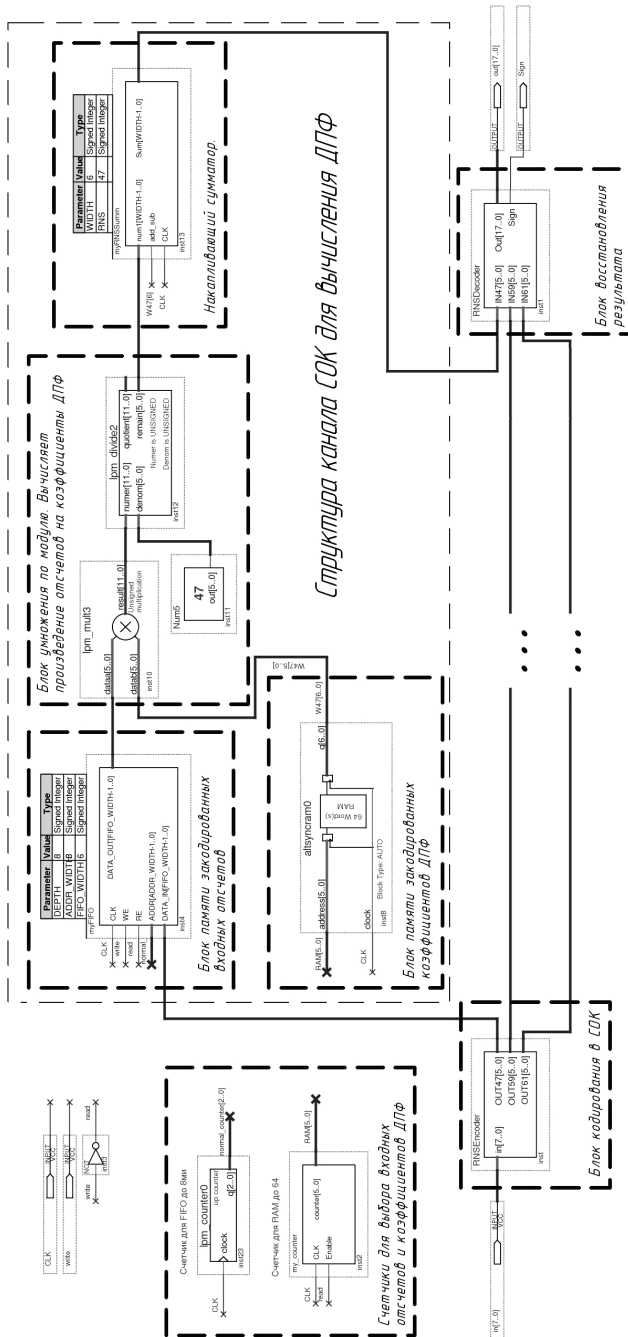 CLK
INPUT
VCC
write
INPUT
VCC
write
NOT
read
inst3
Счетчик для FIFO до 8ми
lpm_counter0
up counter
CLK
clock
q[2..0]
normal_counter[2..0]
inst23
Счетчик для RAM до 64
my_counter
CLK
CLK
counter[5..0]
RAM[5..0]
read
Enable
inst2
Счетчики для выбора входных
отсчетов и коэффициентов ДПФ
in[7..0]
INPUT
VCC
RNSEncoder
in[7..0]
OUT47[5..0]
OUT59[5..0]
OUT61[5..0]
inst
Блок кодирования в СОК
Parameter Value Type
DEPTH 8 Signed Integer
ADDR_WIDTH 8 Signed Integer
FIFO_WIDTH 6 Signed Integer
myFIFO
DATA_OUT[FIFO_WIDTH-1..0]
CLK
CLK
write
WE
read
RE
normal_
ADDR[ADDR_WIDTH-1..0]
DATA_IN[FIFO_WIDTH-1..0]
inst4
Блок памяти закодированных
входных отсчетов
altsyncram0
RAM[5..0]
address[5..0]
64 Word(s)
RAM
q[6..0]
W47[6..0]
CLK
clock
Block Type: AUTO
inst8
Блок памяти закодированных
коэффициентов ДПФ
W47[5..0]
Блок умножения по модулю. Вычисляет
произведение отсчетов на коэффициенты ДПФ
lpm_mult3
dataa[5..0]
datab[5..0]
result[11..0]
Unsigned
multiplication
inst10
Num5
47
out[5..0]
inst11
lpm_divide2
numer[11..0]
quotient[11..0]
denom[5..0]
remain[5..0]
Numer is UNSIGNED
Denom is UNSIGNED
inst12
Parameter Value Type
WIDTH 6 Signed Integer
RNS 47 Signed Integer
myRNSSumm
num1[WIDTH-1..0]
Sum[WIDTH-1..0]
W47[6]
add_sub
CLK
CLK
inst13
Накапливающий сумматор.
Структура канала СОК для вычисления ДПФ
RNSDecoder
IN47[5..0]
Out[17..0]
IN59[5..0]
Sign
IN61[5..0]
inst1
OUTPUT
out[17..0]
OUTPUT
Sign
Блок восстановления
результата